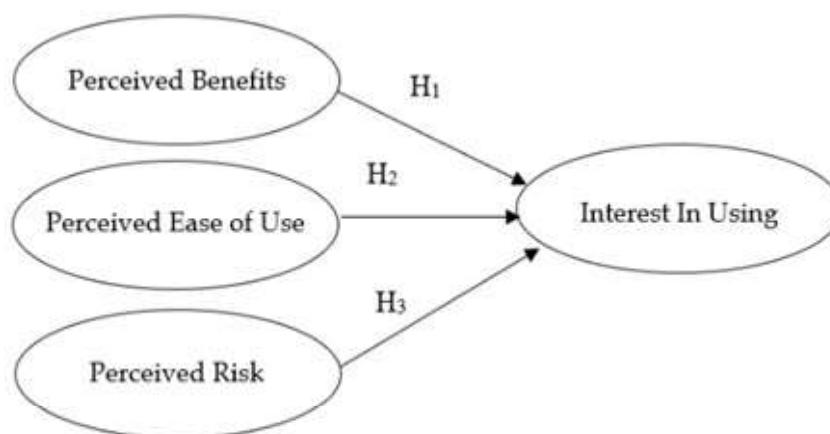 Perceived Benefits
H₁
H₂
Perceived Ease of Use
Interest In Using
H₃
Perceived Risk